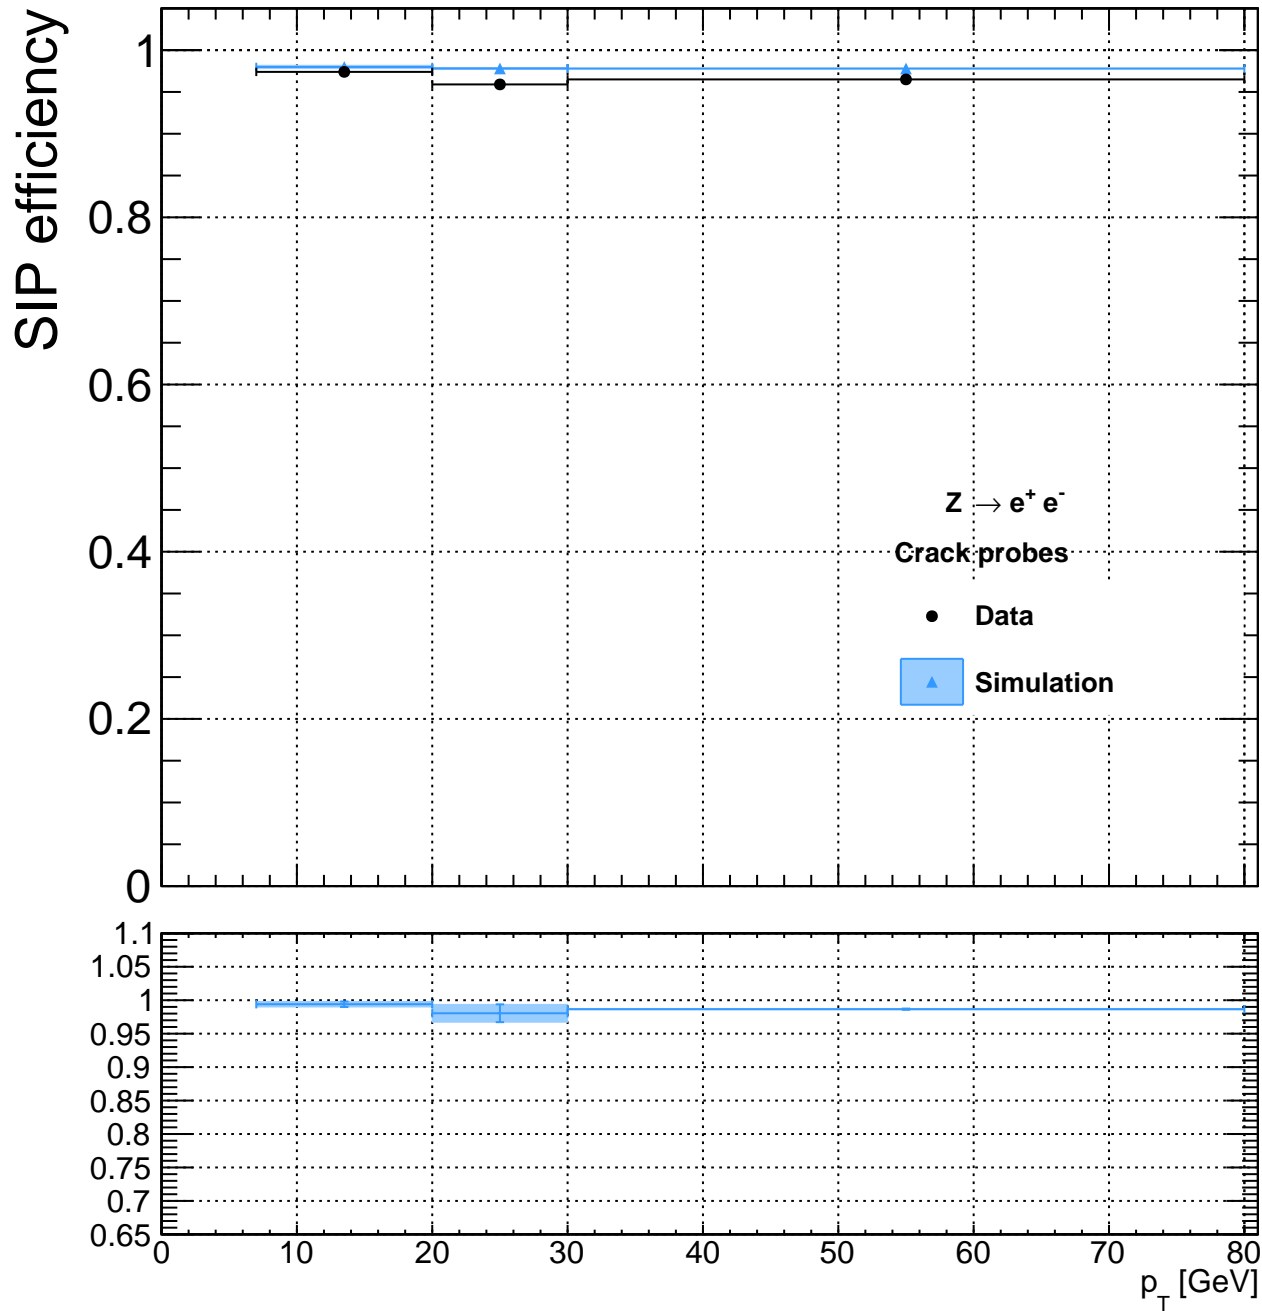 SIP efficiency
1
0.8
0.6
0.4
0.2
0
Z → e⁺ e⁻
Crack probes
Data
Simulation
1.1
1.05
1
0.95
0.9
0.85
0.8
0.75
0.7
0.65
0 10 20 30 40 50 60 70 80
p_T [GeV]